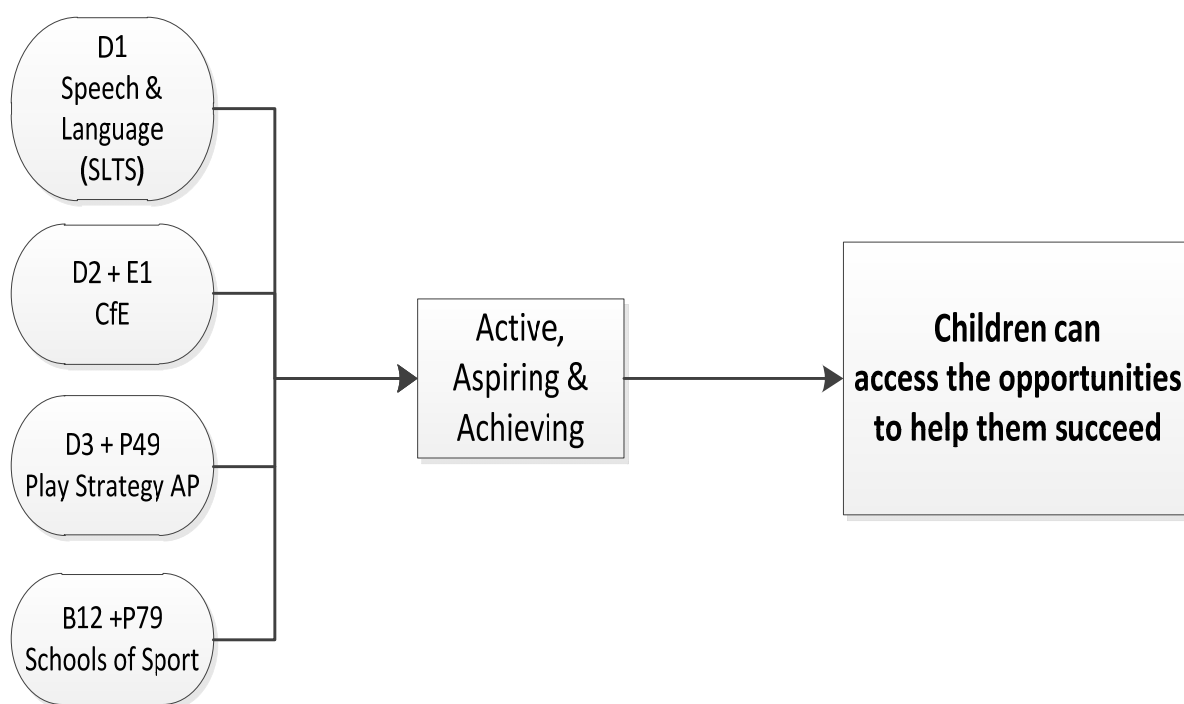 D1
Speech &
Language
(SLTS)
D2 + E1
CfE
D3 + P49
Play Strategy AP
B12 +P79
Schools of Sport
Active,
Aspiring &
Achieving
Children can
access the opportunities
to help them succeed